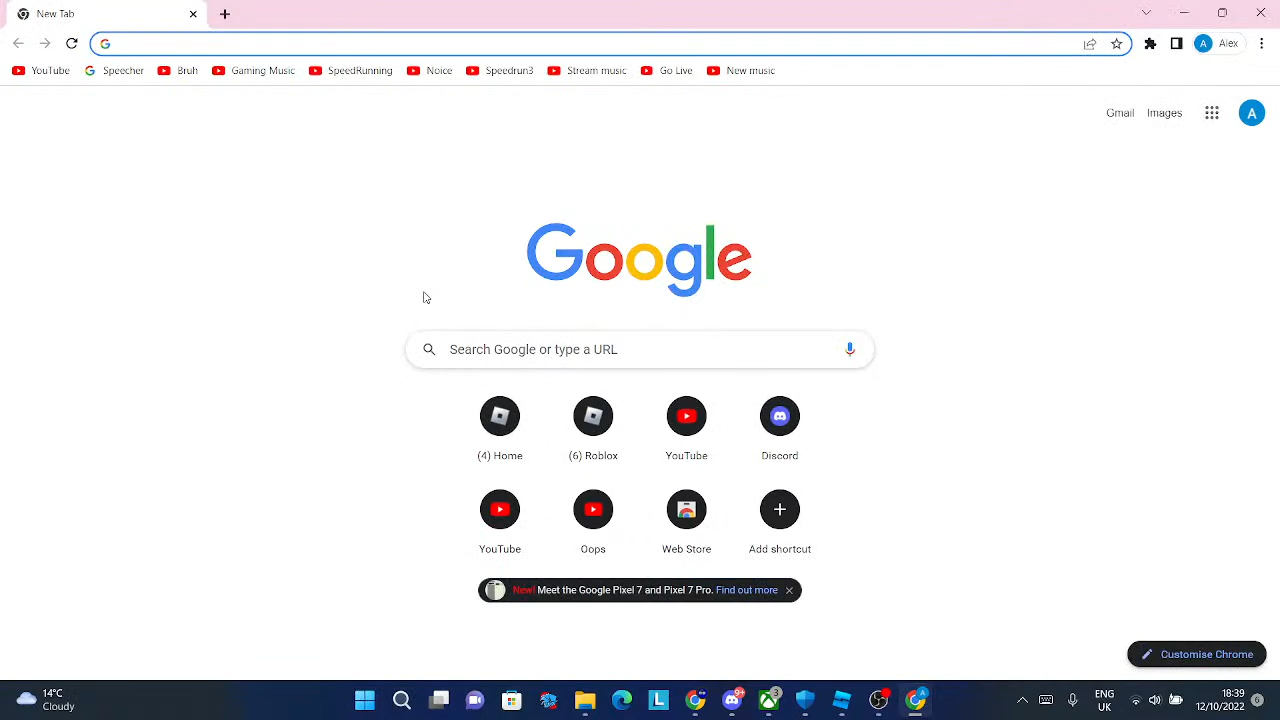 New Tab
Alex
YouTube Speecher Bruh Gaming Music SpeedRunning Noice Speedrun3 Stream music Go Live New music
Gmail Images
A
Google
Search Google or type a URL
(4) Home (6) Roblox YouTube Discord
YouTube Oops Web Store Add shortcut
New! Meet the Google Pixel 7 and Pixel 7 Pro. Find out more
Customise Chrome
14°C
Cloudy
9+
3
A
ENG
UK
18:39
12/10/2022
6